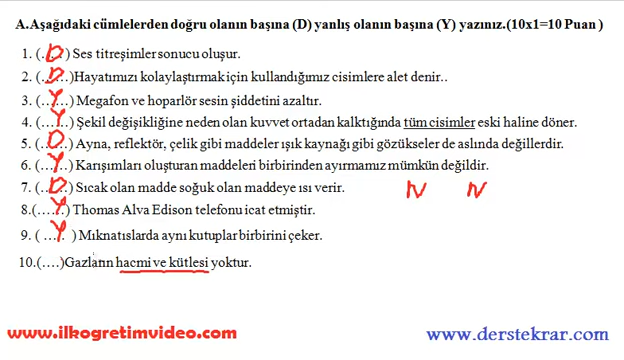 A.Aşağıdaki cümlelerden doğru olanın başına (D) yanlış olanın başına (Y) yazınız.(10x1=10 Puan )
1. (..D..) Ses titreşimler sonucu oluşur.
2. (..D...)Hayatımızı kolaylaştırmak için kullandığımız cisimlere alet denir..
3. (..Y...) Megafon ve hoparlör sesin şiddetini azaltır.
4. (..Y...) Şekil değişikliğine neden olan kuvvet ortadan kalktığında tüm cisimler eski haline döner.
5. (..D...) Ayna, reflektör, çelik gibi maddeler ışık kaynağı gibi gözükseler de aslında değillerdir.
6. (..Y...) Karışımları oluşturan maddeleri birbirinden ayırmamız mümkün değildir.
7. (..D...) Sıcak olan madde soğuk olan maddeye ısı verir. N N
8.(...Y..) Thomas Alva Edison telefonu icat etmiştir.
9. ( ..Y.. ) Mıknatıslarda aynı kutuplar birbirini çeker.
10.(....)Gazların hacmi ve kütlesi yoktur.
www.ilkogretimvideo.com www.derstekrar.com